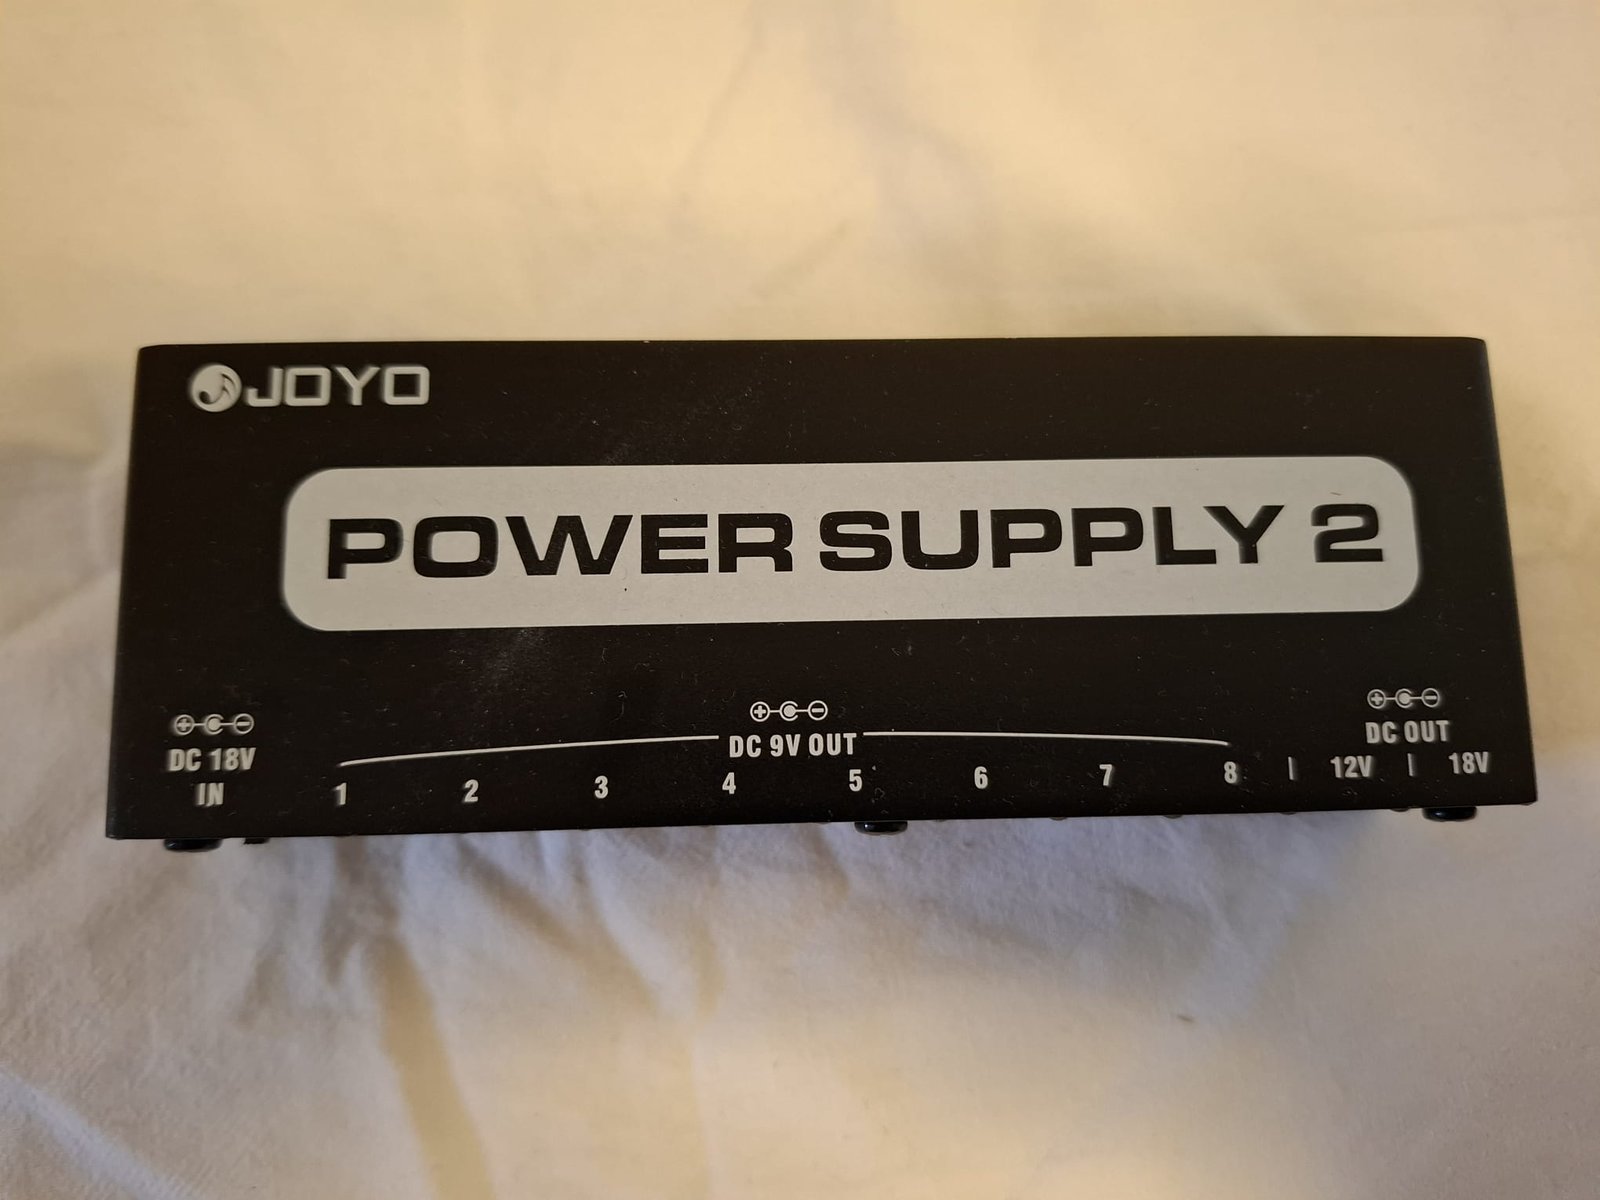 JOYO
POWER SUPPLY 2
DC 18V
IN
DC 9V OUT
1 2 3 4 5 6 7 8
DC OUT
| 12V | 18V